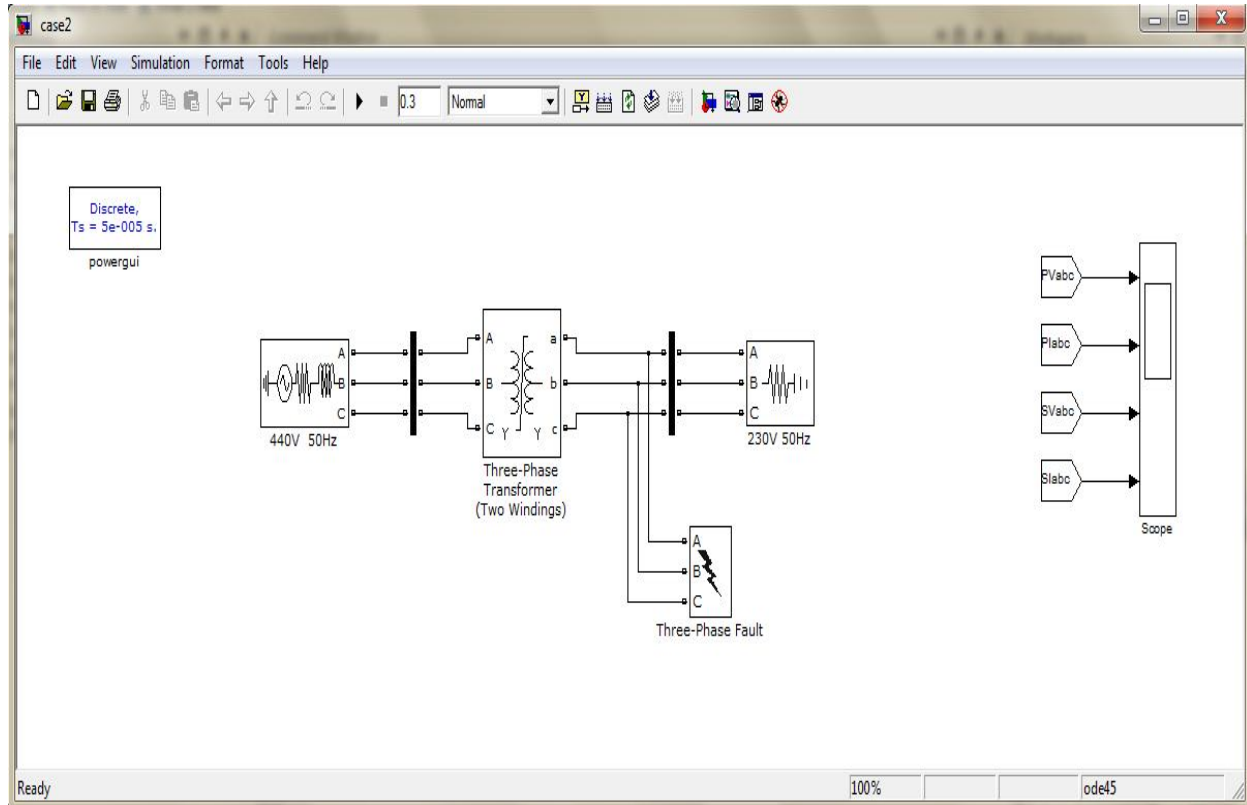 case2
File Edit View Simulation Format Tools Help
0.3 Normal
Discrete,
Ts = 5e-005 s.
powergui
A
B
C
440V 50Hz
A
B
C
a
b
c
Y Y
Three-Phase
Transformer
(Two Windings)
A
B
C
230V 50Hz
A
B
C
Three-Phase Fault
PVabc
PIabc
SVabc
SIabc
Scope
Ready 100% ode45